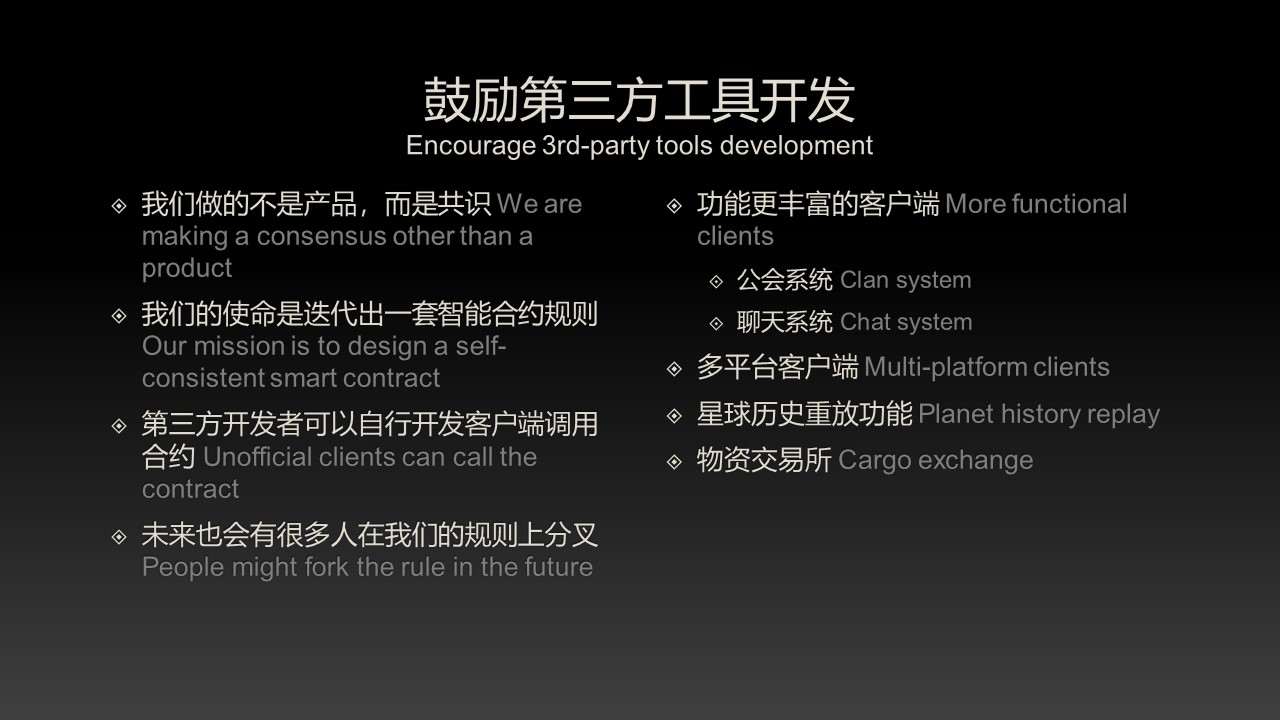 鼓励第三方工具开发
Encourage 3rd-party tools development
我们做的不是产品，而是共识 We are
making a consensus other than a
product
我们的使命是迭代出一套智能合约规则
Our mission is to design a self-
consistent smart contract
第三方开发者可以自行开发客户端调用
合约 Unofficial clients can call the
contract
未来也会有很多人在我们的规则上分叉
People might fork the rule in the future
功能更丰富的客户端 More functional
clients
公会系统 Clan system
聊天系统 Chat system
多平台客户端 Multi-platform clients
星球历史重放功能 Planet history replay
物资交易所 Cargo exchange